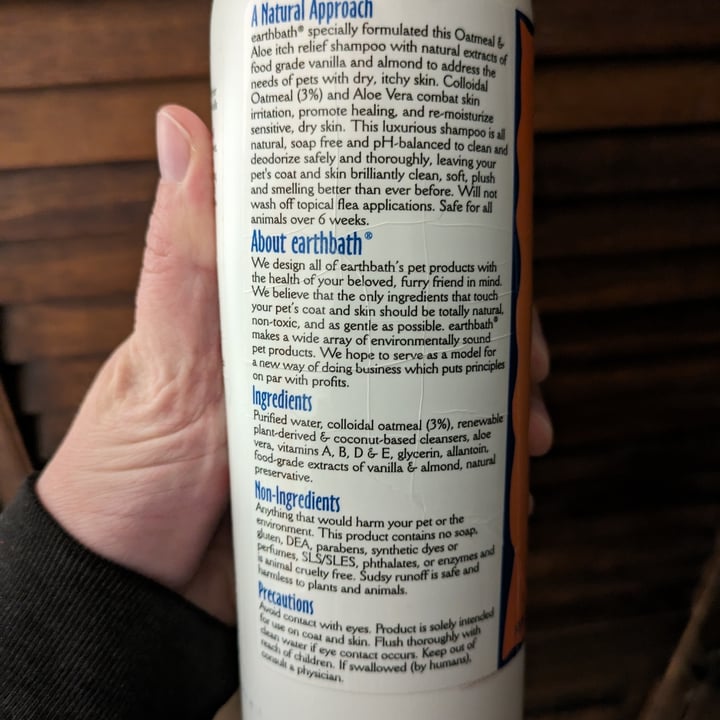 A Natural Approach
earthbath® specially formulated this Oatmeal &
Aloe itch relief shampoo with natural extracts of
food grade vanilla and almond to address the
needs of pets with dry, itchy skin. Colloidal
Oatmeal (3%) and Aloe Vera combat skin
irritation, promote healing, and re-moisturize
sensitive, dry skin. This luxurious shampoo is all
natural, soap free and pH-balanced to clean and
deodorize safely and thoroughly, leaving your
pet's coat and skin brilliantly clean, soft, plush
and smelling better than ever before. Will not
wash off topical flea applications. Safe for all
animals over 6 weeks.
About earthbath®
We design all of earthbath's pet products with
the health of your beloved, furry friend in mind.
We believe that the only ingredients that touch
your pet's coat and skin should be totally natural,
non-toxic, and as gentle as possible. earthbath®
makes a wide array of environmentally sound
pet products. We hope to serve as a model for
a new way of doing business which puts principles
on par with profits.
Ingredients
Purified water, colloidal oatmeal (3%), renewable
plant-derived & coconut-based cleansers, aloe
vera, vitamins A, B, D & E, glycerin, allantoin,
food-grade extracts of vanilla & almond, natural
preservative.
Non-Ingredients
Anything that would harm your pet or the
environment. This product contains no soap,
gluten, DEA, parabens, synthetic dyes or
perfumes, SLS/SLES, phthalates, or enzymes and
is animal cruelty free. Sudsy runoff is safe and
harmless to plants and animals.
Precautions
Avoid contact with eyes. Product is solely intended
for use on coat and skin. Flush thoroughly with
clean water if eye contact occurs. Keep out of
reach of children. If swallowed (by humans),
consult a physician.